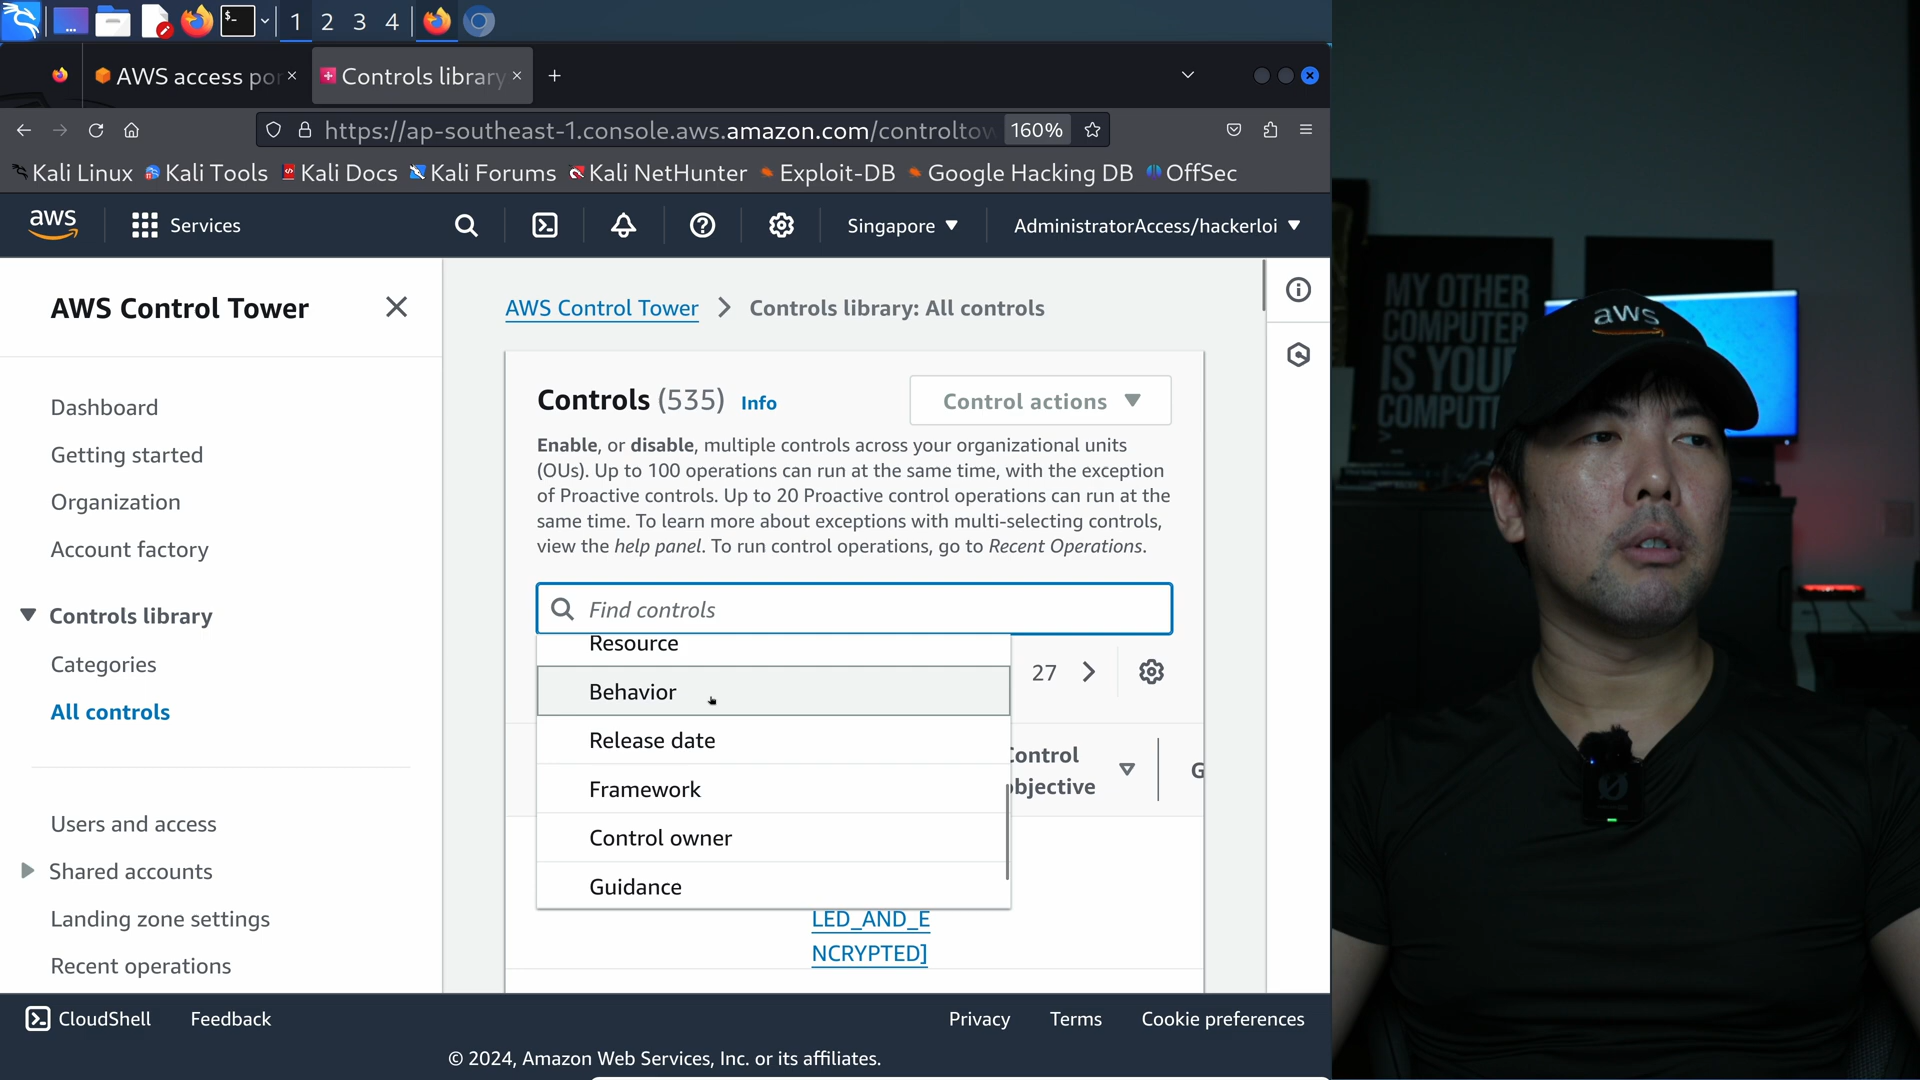 1 2 3 4
AWS access por
Controls library
https://ap-southeast-1.console.aws.amazon.com/controltow
160%
Kali Linux
Kali Tools
Kali Docs
Kali Forums
Kali NetHunter
Exploit-DB
Google Hacking DB
OffSec
aws
Services
Singapore
AdministratorAccess/hackerloi
AWS Control Tower
Dashboard
Getting started
Organization
Account factory
Controls library
Categories
All controls
Users and access
Shared accounts
Landing zone settings
Recent operations
AWS Control Tower
Controls library: All controls
Controls (535) Info
Control actions
Enable, or disable, multiple controls across your organizational units
(OUs). Up to 100 operations can run at the same time, with the exception
of Proactive controls. Up to 20 Proactive control operations can run at the
same time. To learn more about exceptions with multi-selecting controls,
view the help panel. To run control operations, go to Recent Operations.
Find controls
Resource
Behavior
Release date
Framework
Control owner
Guidance
27
Control
objective
G
LED_AND_E
NCRYPTED]
CloudShell
Feedback
Privacy
Terms
Cookie preferences
© 2024, Amazon Web Services, Inc. or its affiliates.
MY OTHER
COMPUTER
IS YOUR
COMPUT
aws